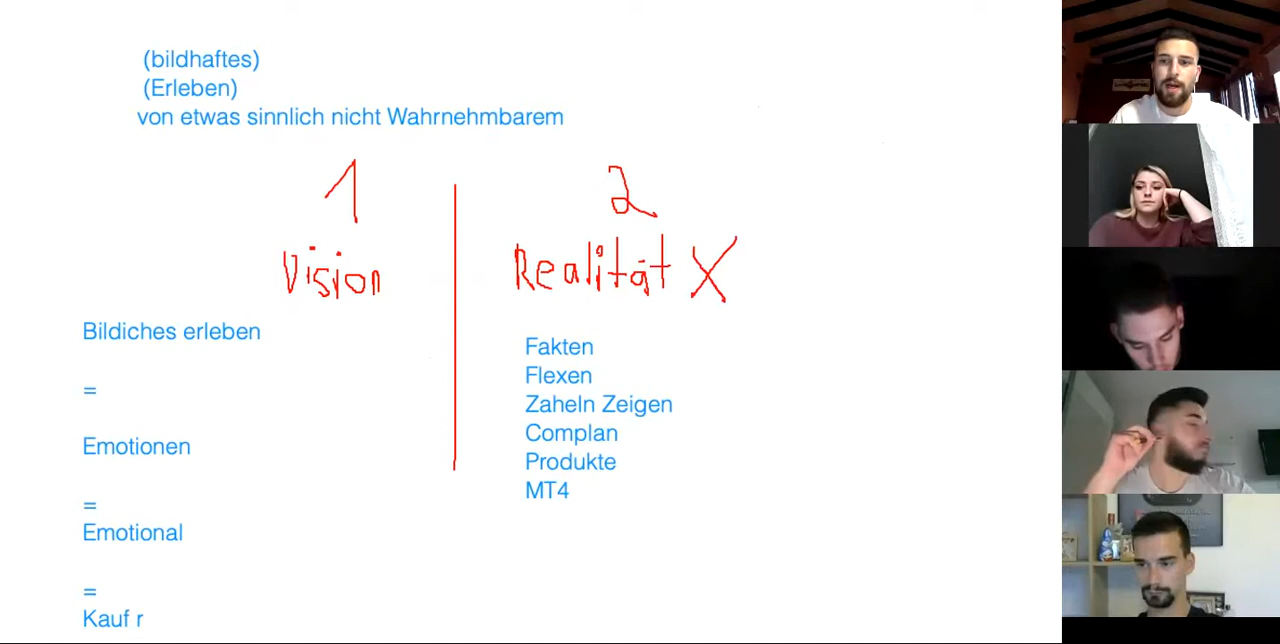 (bildhaftes)
(Erleben)
von etwas sinnlich nicht Wahrnehmbarem
1
2
Vision
Realität X
Bildiches erleben
=
Emotionen
=
Emotional
=
Kauf r
Fakten
Flexen
Zaheln Zeigen
Complan
Produkte
MT4